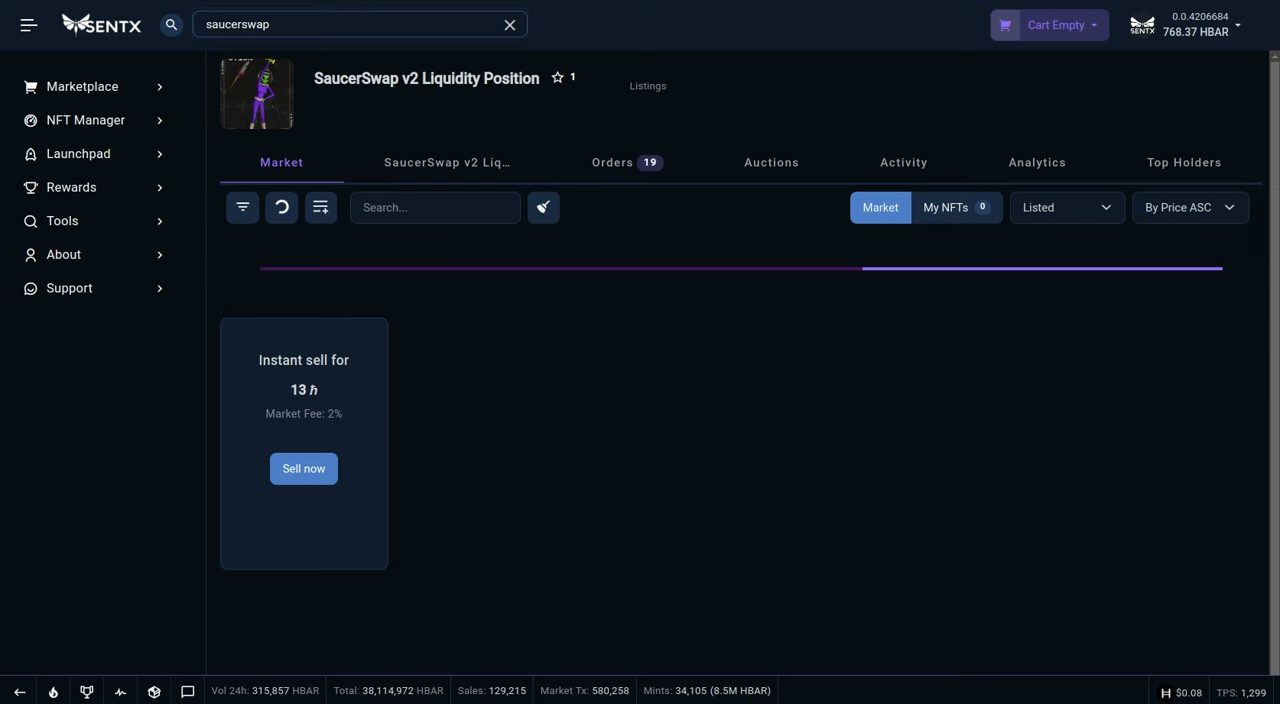 SENTX
saucerswap
Cart Empty
SENTX
0.0.4206684
768.37 HBAR
Marketplace
NFT Manager
Launchpad
Rewards
Tools
About
Support
SaucerSwap v2 Liquidity Position
1
Listings
Market
SaucerSwap v2 Liq...
Orders 19
Auctions
Activity
Analytics
Top Holders
Search...
Market
My NFTs 0
Listed
By Price ASC
Instant sell for
13 ℏ
Market Fee: 2%
Sell now
Vol 24h: 315,857 HBAR
Total: 38,114,972 HBAR
Sales: 129,215
Market Tx: 580,258
Mints: 34,105 (8.5M HBAR)
$0.08
TPS: 1,299